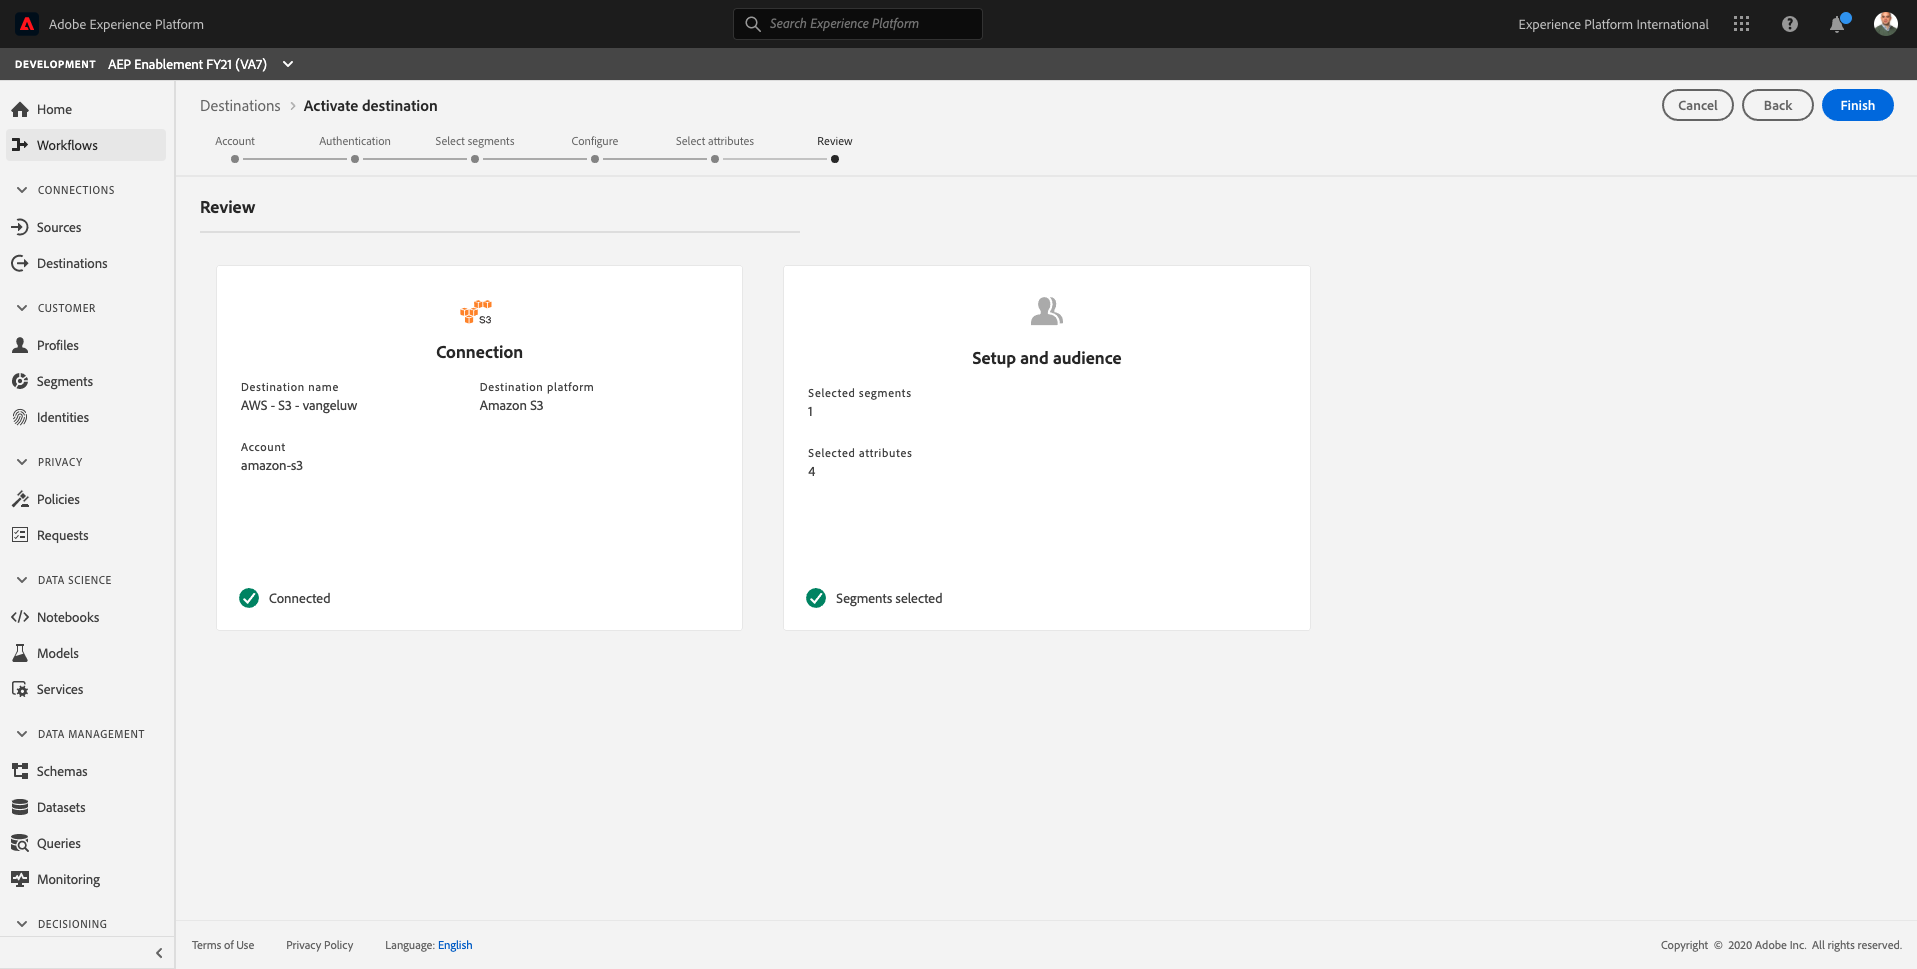 Adobe Experience Platform
Search Experience Platform
Experience Platform International
DEVELOPMENT AEP Enablement FY21 (VA7)
Home
Workflows
CONNECTIONS
Sources
Destinations
CUSTOMER
Profiles
Segments
Identities
PRIVACY
Policies
Requests
DATA SCIENCE
Notebooks
Models
Services
DATA MANAGEMENT
Schemas
Datasets
Queries
Monitoring
DECISIONING
Destinations > Activate destination
Cancel
Back
Finish
Account
Authentication
Select segments
Configure
Select attributes
Review
Review
S3
Connection
Destination name
AWS - S3 - vangeluw
Destination platform
Amazon S3
Account
amazon-s3
Connected
Setup and audience
Selected segments
1
Selected attributes
4
Segments selected
Terms of Use
Privacy Policy
Language: English
Copyright © 2020 Adobe Inc. All rights reserved.